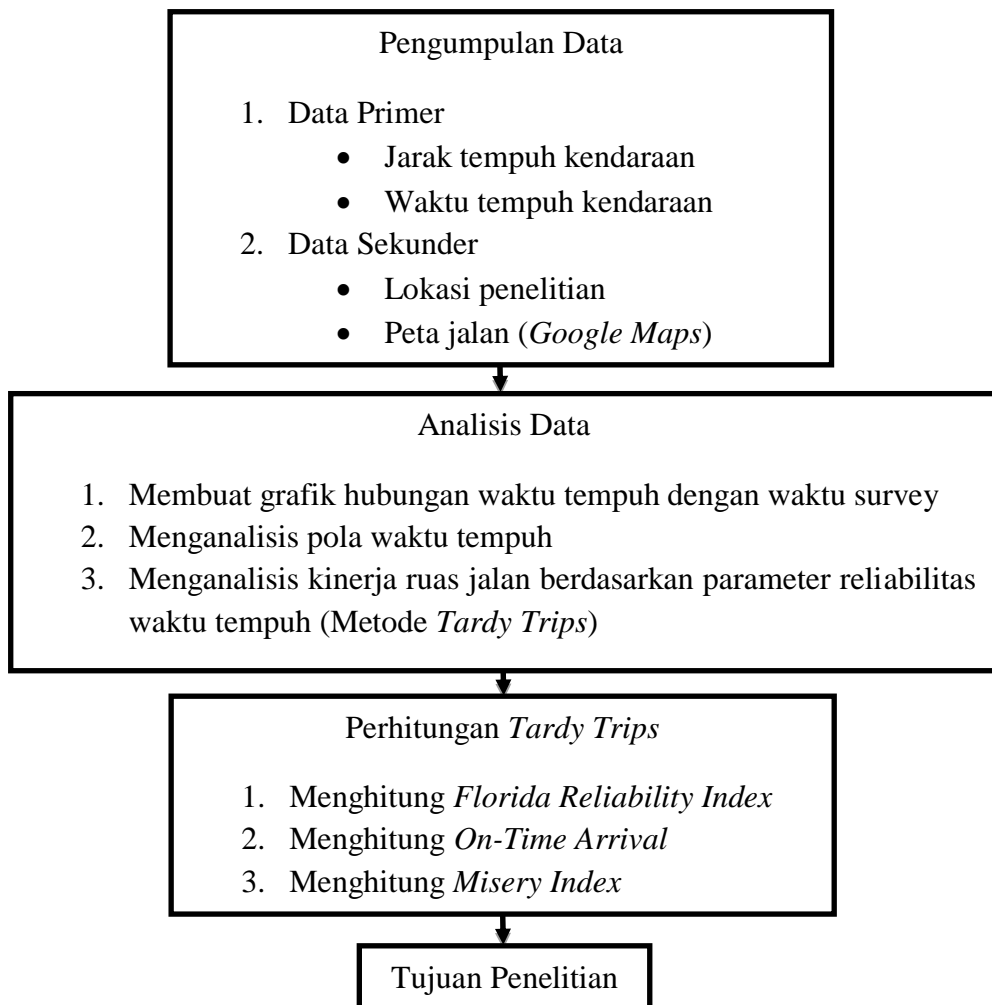 Pengumpulan Data
1. Data Primer
• Jarak tempuh kendaraan
• Waktu tempuh kendaraan
2. Data Sekunder
• Lokasi penelitian
• Peta jalan (Google Maps)
Analisis Data
1. Membuat grafik hubungan waktu tempuh dengan waktu survey
2. Menganalisis pola waktu tempuh
3. Menganalisis kinerja ruas jalan berdasarkan parameter reliabilitas
waktu tempuh (Metode Tardy Trips)
Perhitungan Tardy Trips
1. Menghitung Florida Reliability Index
2. Menghitung On-Time Arrival
3. Menghitung Misery Index
Tujuan Penelitian